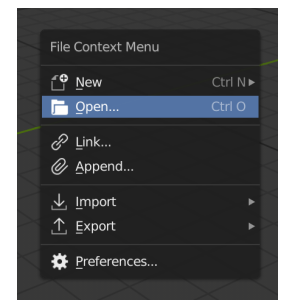 File Context Menu
New Ctrl N
Open... Ctrl O
Link...
Append...
Import
Export
Preferences...